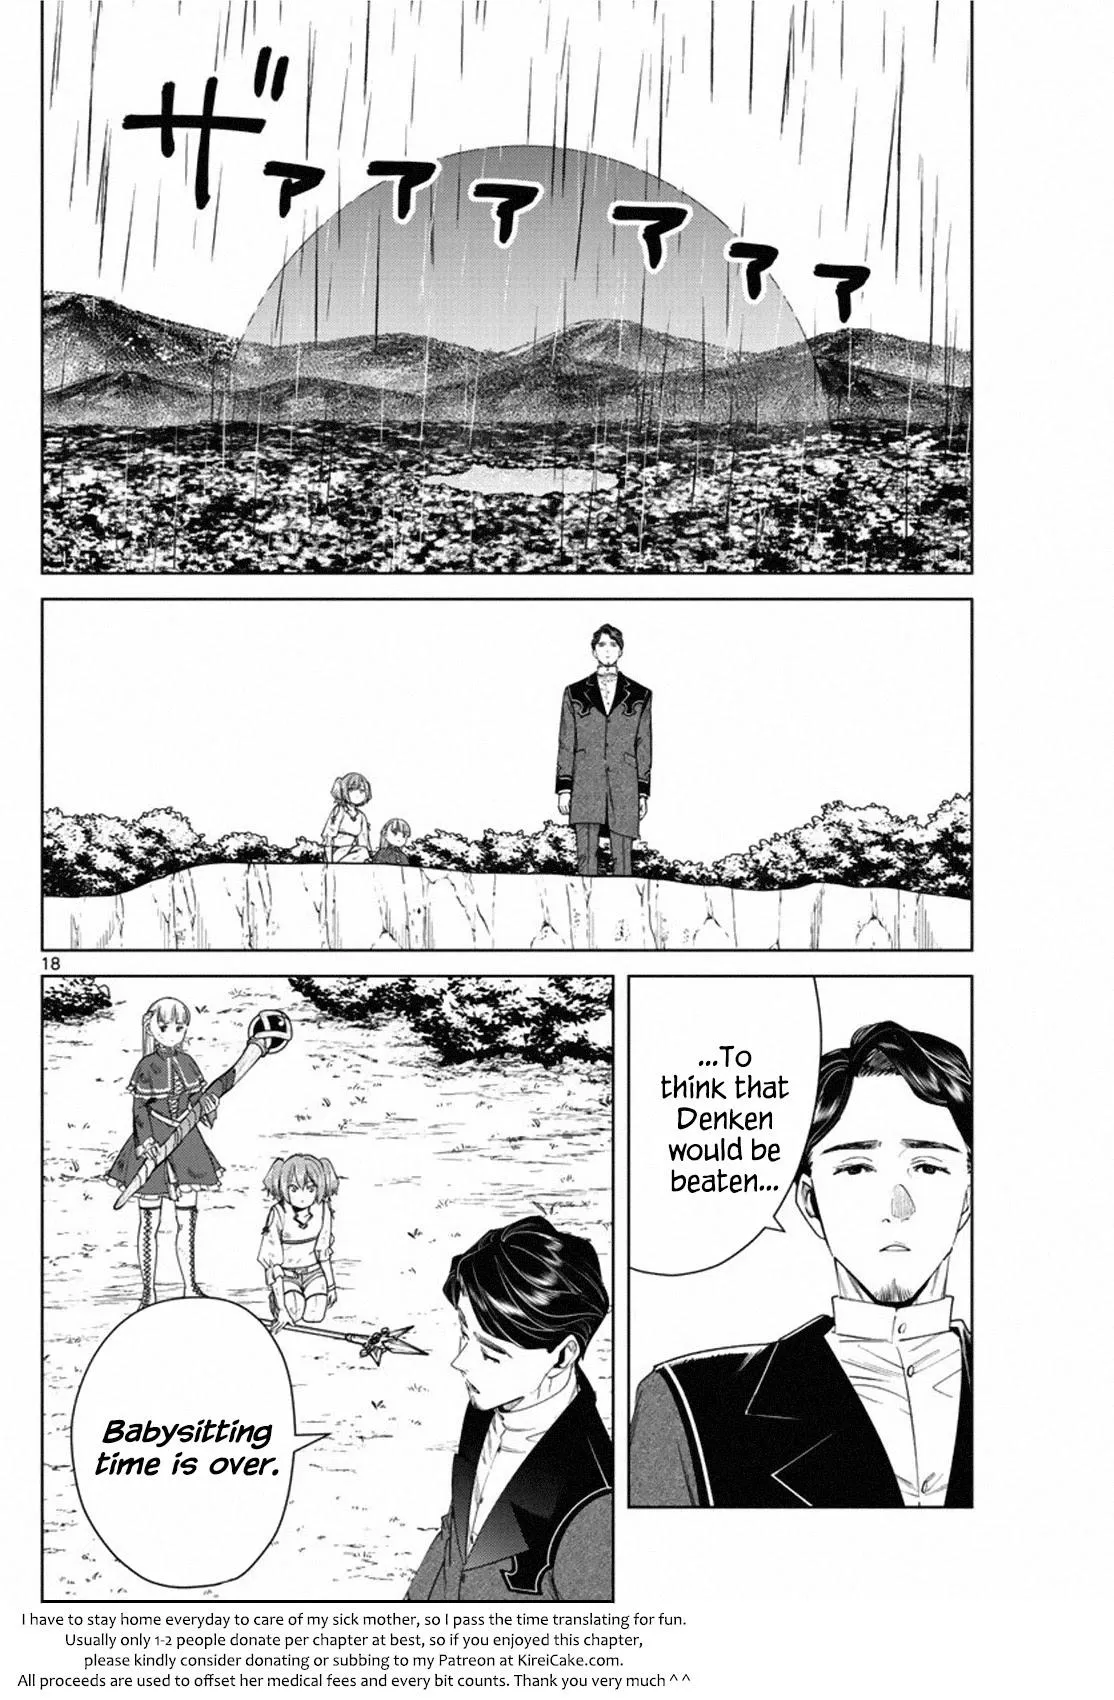 ザァァァァァァ
18
...To
think that
Denken
would be
beaten...
Babysitting
time is over.
I have to stay home everyday to care of my sick mother, so I pass the time translating for fun.
Usually only 1-2 people donate per chapter at best, so if you enjoyed this chapter,
please kindly consider donating or subbing to my Patreon at KireiCake.com.
All proceeds are used to offset her medical fees and every bit counts. Thank you very much ^ ^